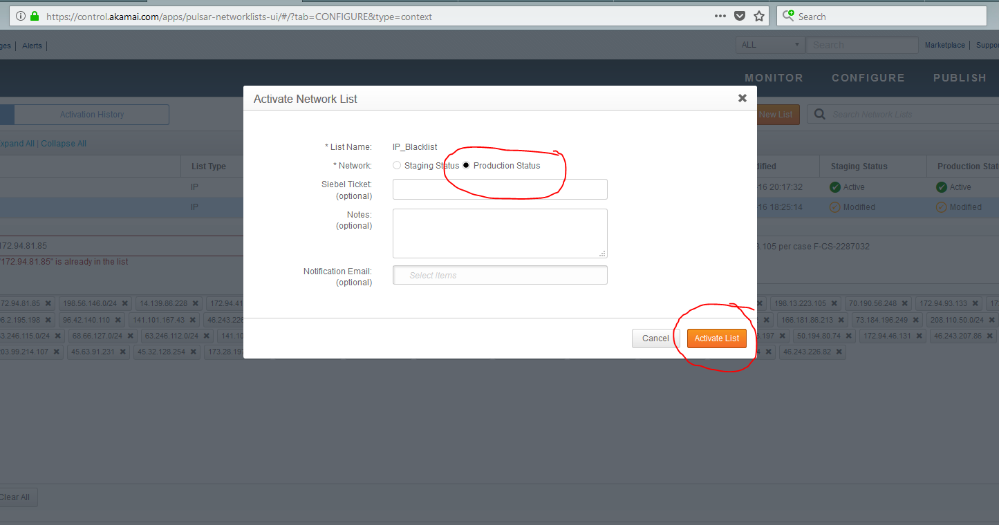 https://control.akamai.com/apps/pulsar-networklists-ui/#/?tab=CONFIGURE&type=context
Search
ges | Alerts |
ALL
Search
Marketplace | Suppor
MONITOR CONFIGURE PUBLISH
Activate Network List
Activation History
New List
Search Network Lists
xpand All | Collapse All
* List Name: IP_Blacklist
* Network: Staging Status Production Status
List Type
dified
Staging Status
Production Stat
Siebel Ticket:
(optional)
IP
16 20:17:32
Active
Active
IP
16 18:25:14
Modified
Modified
Notes:
(optional)
172.94.81.85
.105 per case F-CS-2287032
"172.94.81.85" is already in the list
Notification Email:
(optional)
Select Items
72.94.81.85 198.56.146.0/24 14.139.86.228 172.94.41
198.13.223.105 70.190.56.248 172.94.93.133 17
96.2.195.198 96.42.140.110 141.101.167.43 46.243.226
166.181.86.213 73.184.196.249 208.110.50.0/24
63.246.115.0/24 68.66.127.0/24 63.246.112.0/24 141.10
.197 50.194.80.74 172.94.46.131 46.243.207.86
203.99.214.107 45.63.91.231 45.32.128.254 173.28.197
4 46.243.226.82
Cancel
Activate List
Clear All